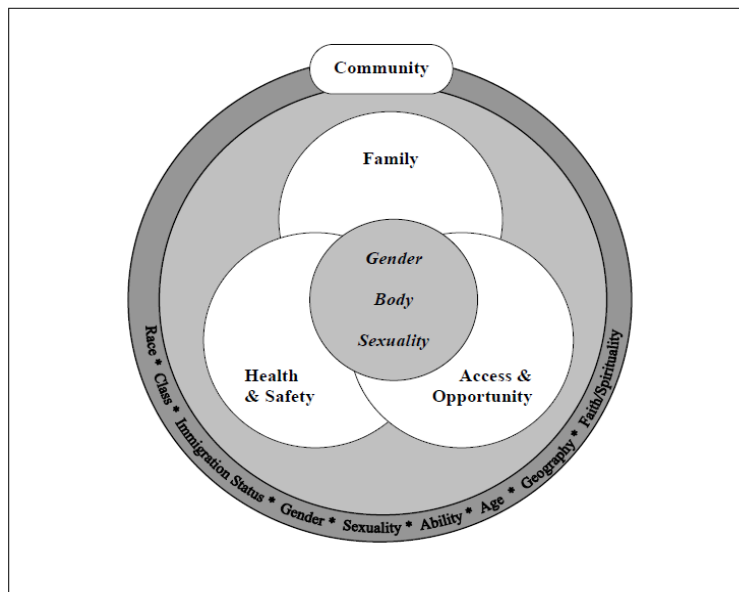 Community
Family
Gender
Body
Sexuality
Health
& Safety
Access &
Opportunity
Race * Class * Immigration Status * Gender * Sexuality * Ability * Age * Geography * Faith/Spirituality